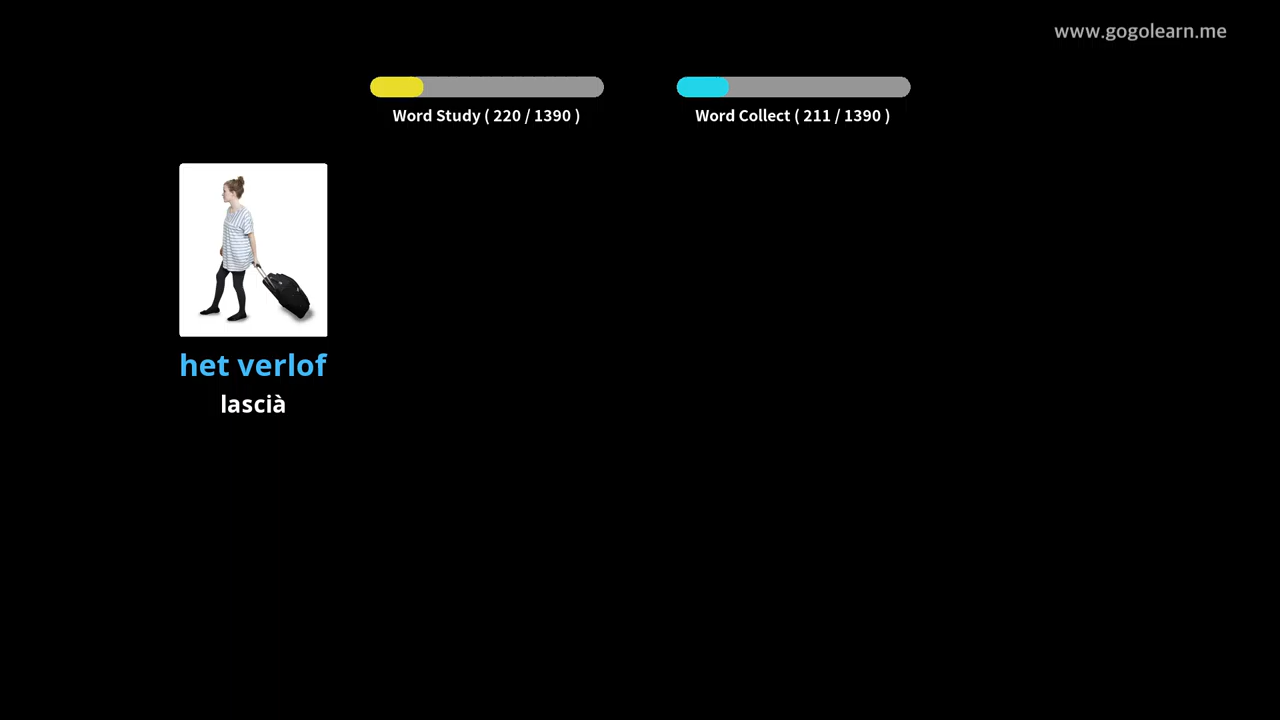 www.gogolearn.me
Word Study ( 220 / 1390 )
Word Collect ( 211 / 1390 )
het verlof
lascià